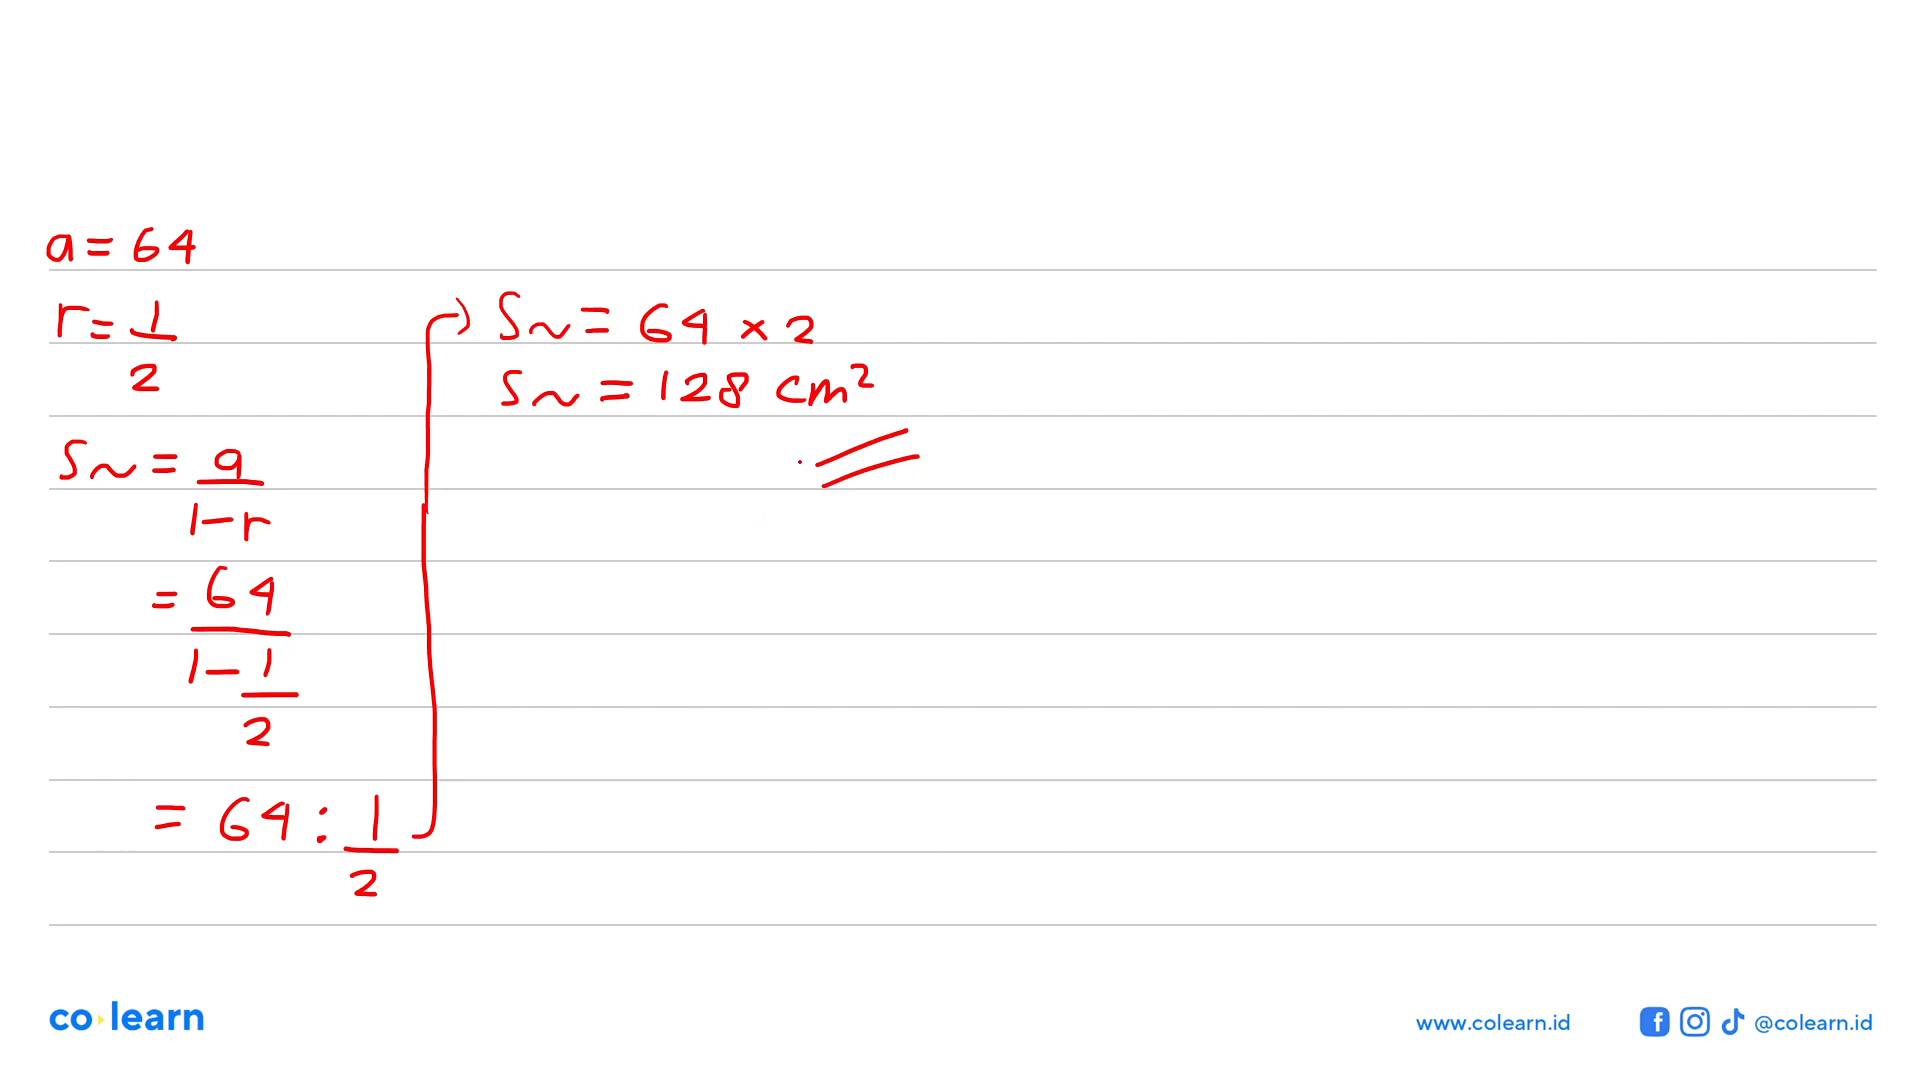 a = 64
r = 1/2
S~ = a/1-r
= 64/1-1/2
= 64 : 1/2
S~ = 64 x 2
S~ = 128 cm²
co learn
www.colearn.id
@colearn.id